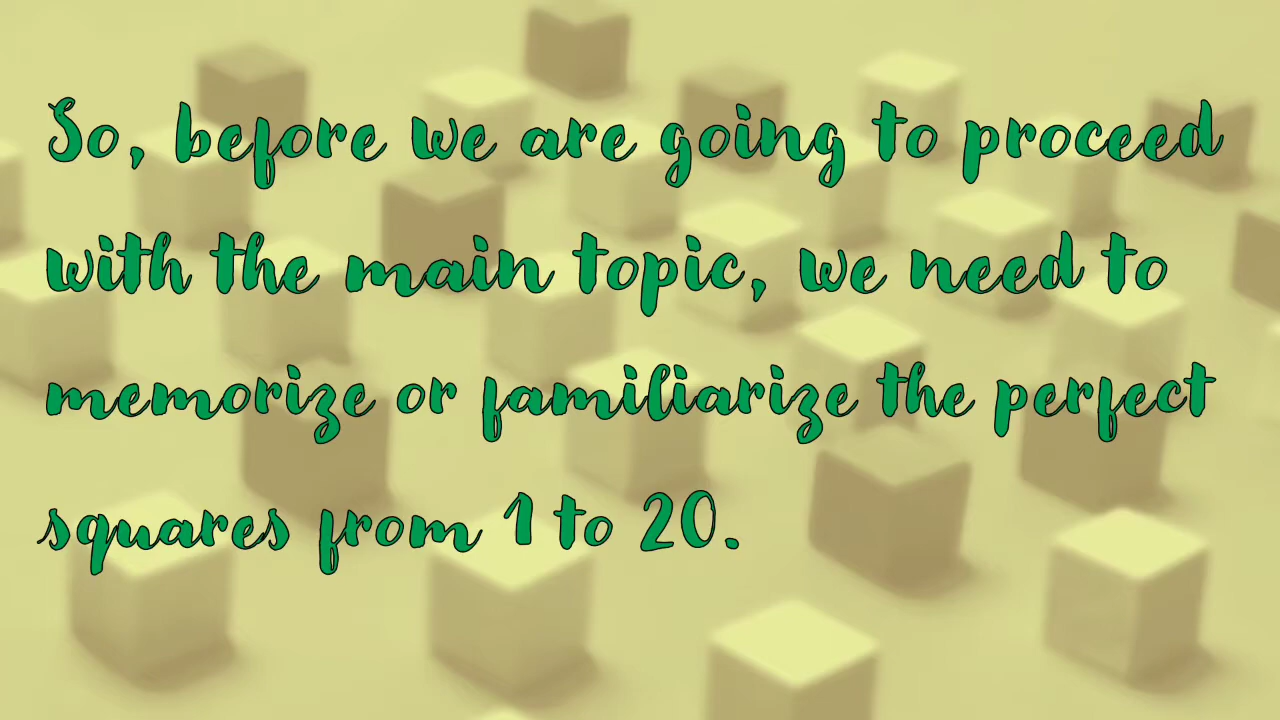 So, before we are going to proceed
with the main topic, we need to
memorize or familiarize the perfect
squares from 1 to 20.